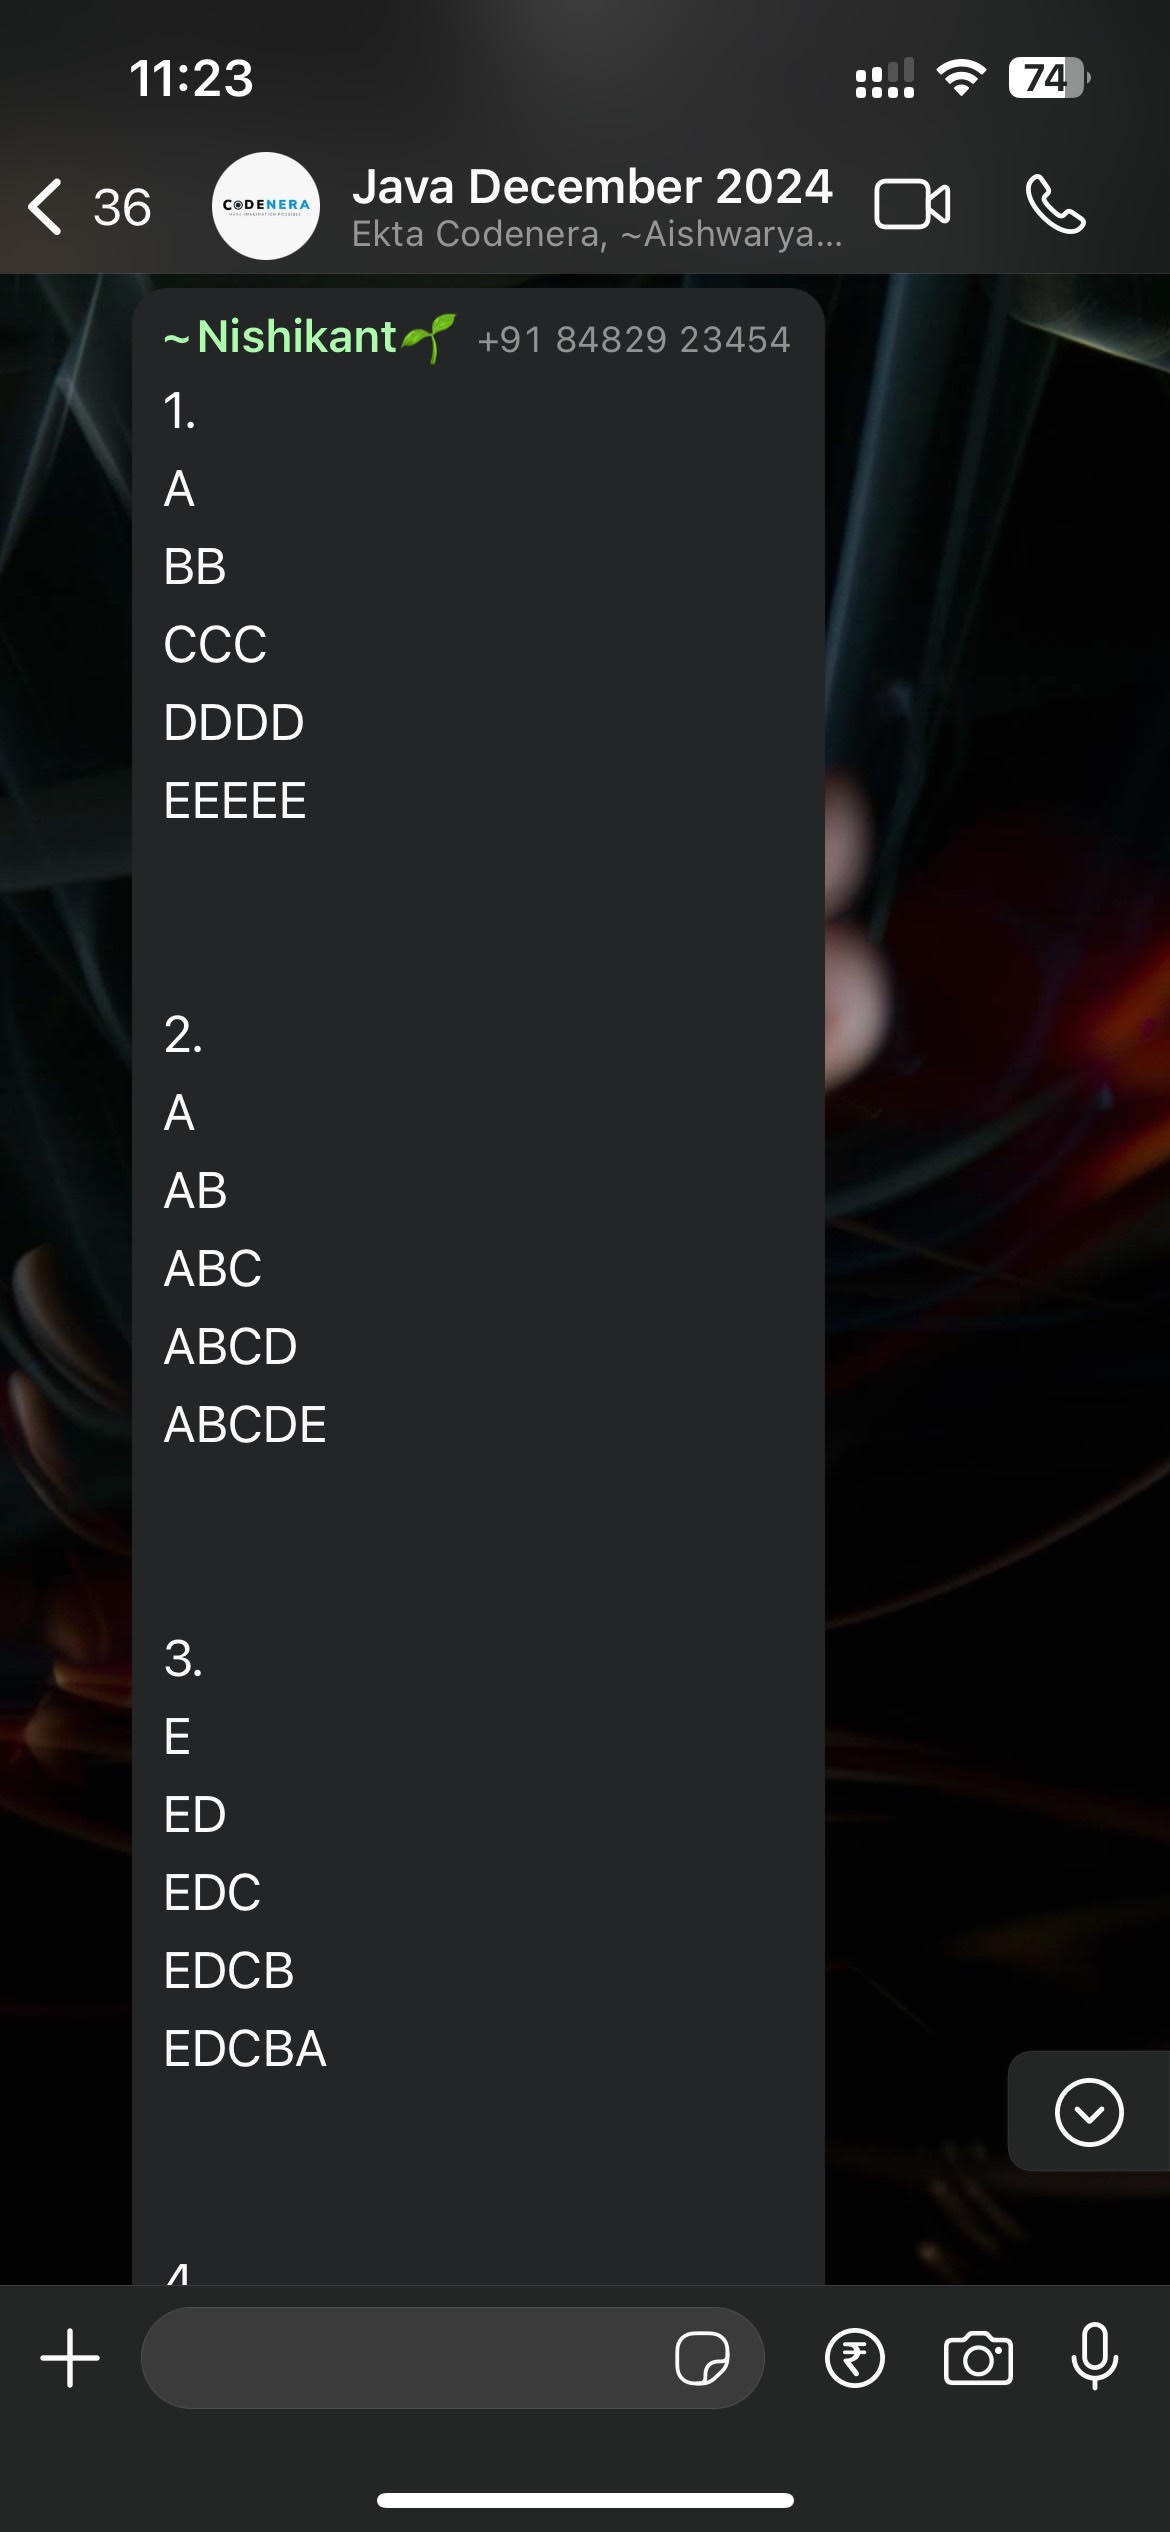 11:23
74
36
CODENERA
Java December 2024
Ekta Codenera, ~Aishwarya...
~Nishikant🌱 +91 84829 23454
1.
A
BB
CCC
DDDD
EEEEE
2.
A
AB
ABC
ABCD
ABCDE
3.
E
ED
EDC
EDCB
EDCBA
4
₹